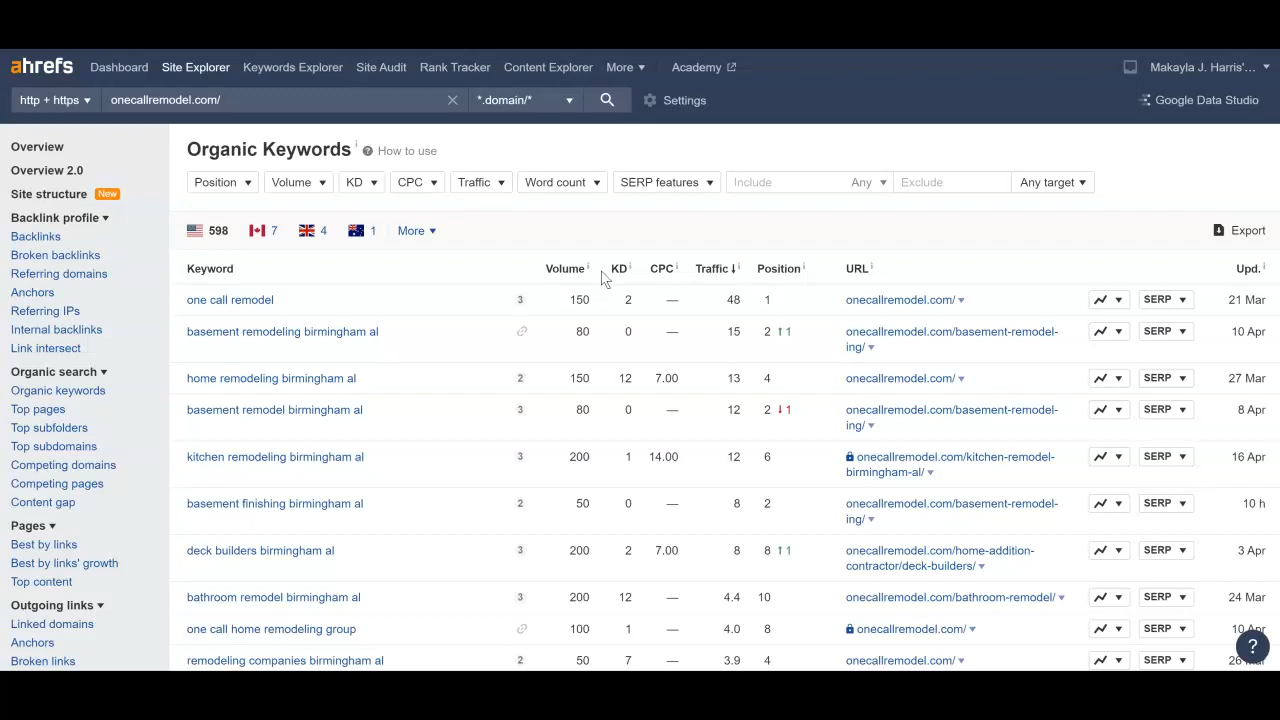 ahrefs Dashboard Site Explorer Keywords Explorer Site Audit Rank Tracker Content Explorer More Academy Makayla J. Harris'...
http + https onecallremodel.com/ *.domain/* Settings Google Data Studio
Overview
Overview 2.0
Site structure New
Backlink profile
Backlinks
Broken backlinks
Referring domains
Anchors
Referring IPs
Internal backlinks
Link intersect
Organic search
Organic keywords
Top pages
Top subfolders
Top subdomains
Competing domains
Competing pages
Content gap
Pages
Best by links
Best by links' growth
Top content
Outgoing links
Linked domains
Anchors
Broken links
Organic Keywords i ? How to use
Position Volume KD CPC Traffic Word count SERP features Include Any Exclude Any target
598 7 4 1 More Export
Keyword Volume i KD i CPC i Traffic i Position i URL i Upd. i
one call remodel 3 150 2 — 48 1 onecallremodel.com/ SERP 21 Mar
basement remodeling birmingham al 80 0 — 15 2 ↑1 onecallremodel.com/basement-remodel-
ing/ SERP 10 Apr
home remodeling birmingham al 2 150 12 7.00 13 4 onecallremodel.com/ SERP 27 Mar
basement remodel birmingham al 3 80 0 — 12 2 ↓1 onecallremodel.com/basement-remodel-
ing/ SERP 8 Apr
kitchen remodeling birmingham al 3 200 1 14.00 12 6 onecallremodel.com/kitchen-remodel-
birmingham-al/ SERP 16 Apr
basement finishing birmingham al 2 50 0 — 8 2 onecallremodel.com/basement-remodel-
ing/ SERP 10 h
deck builders birmingham al 3 200 2 7.00 8 8 ↑1 onecallremodel.com/home-addition-
contractor/deck-builders/ SERP 3 Apr
bathroom remodel birmingham al 3 200 12 — 4.4 10 onecallremodel.com/bathroom-remodel/ SERP 24 Mar
one call home remodeling group 100 1 — 4.0 8 onecallremodel.com/ SERP 10 Apr
remodeling companies birmingham al 2 50 7 — 3.9 4 onecallremodel.com/ SERP 26
?